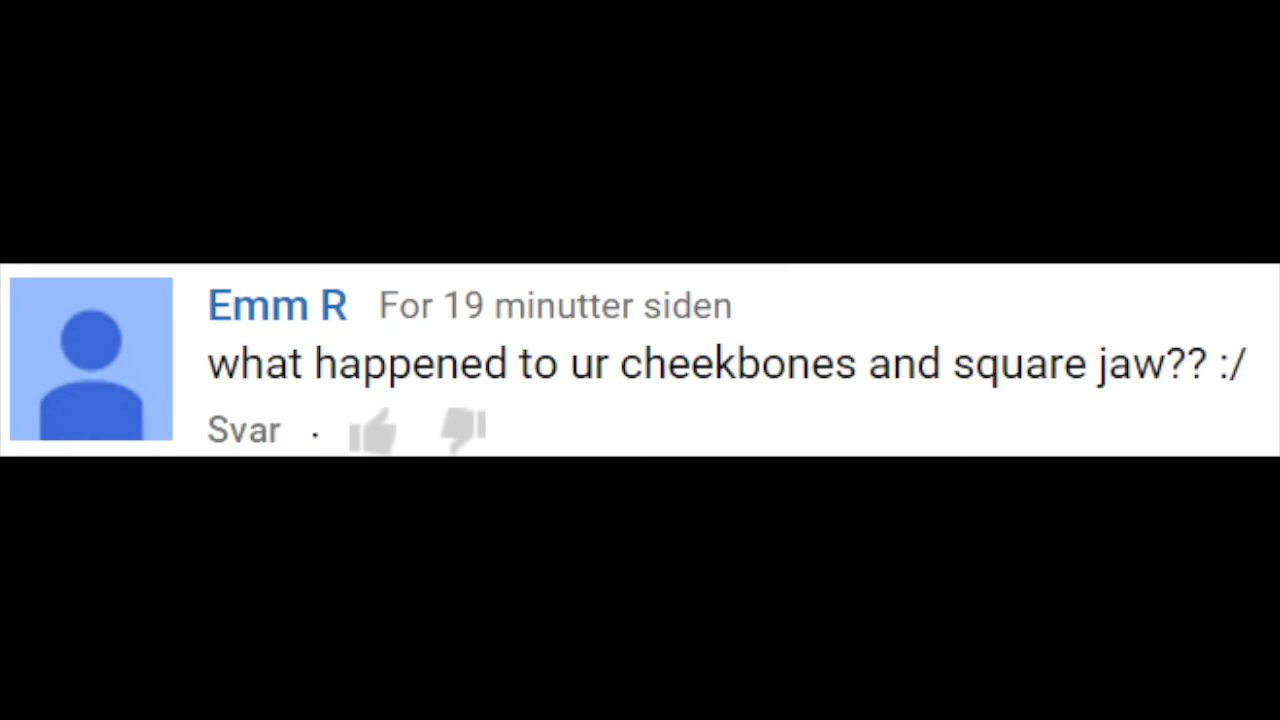 Emm R For 19 minutter siden
what happened to ur cheekbones and square jaw?? :/
Svar ·